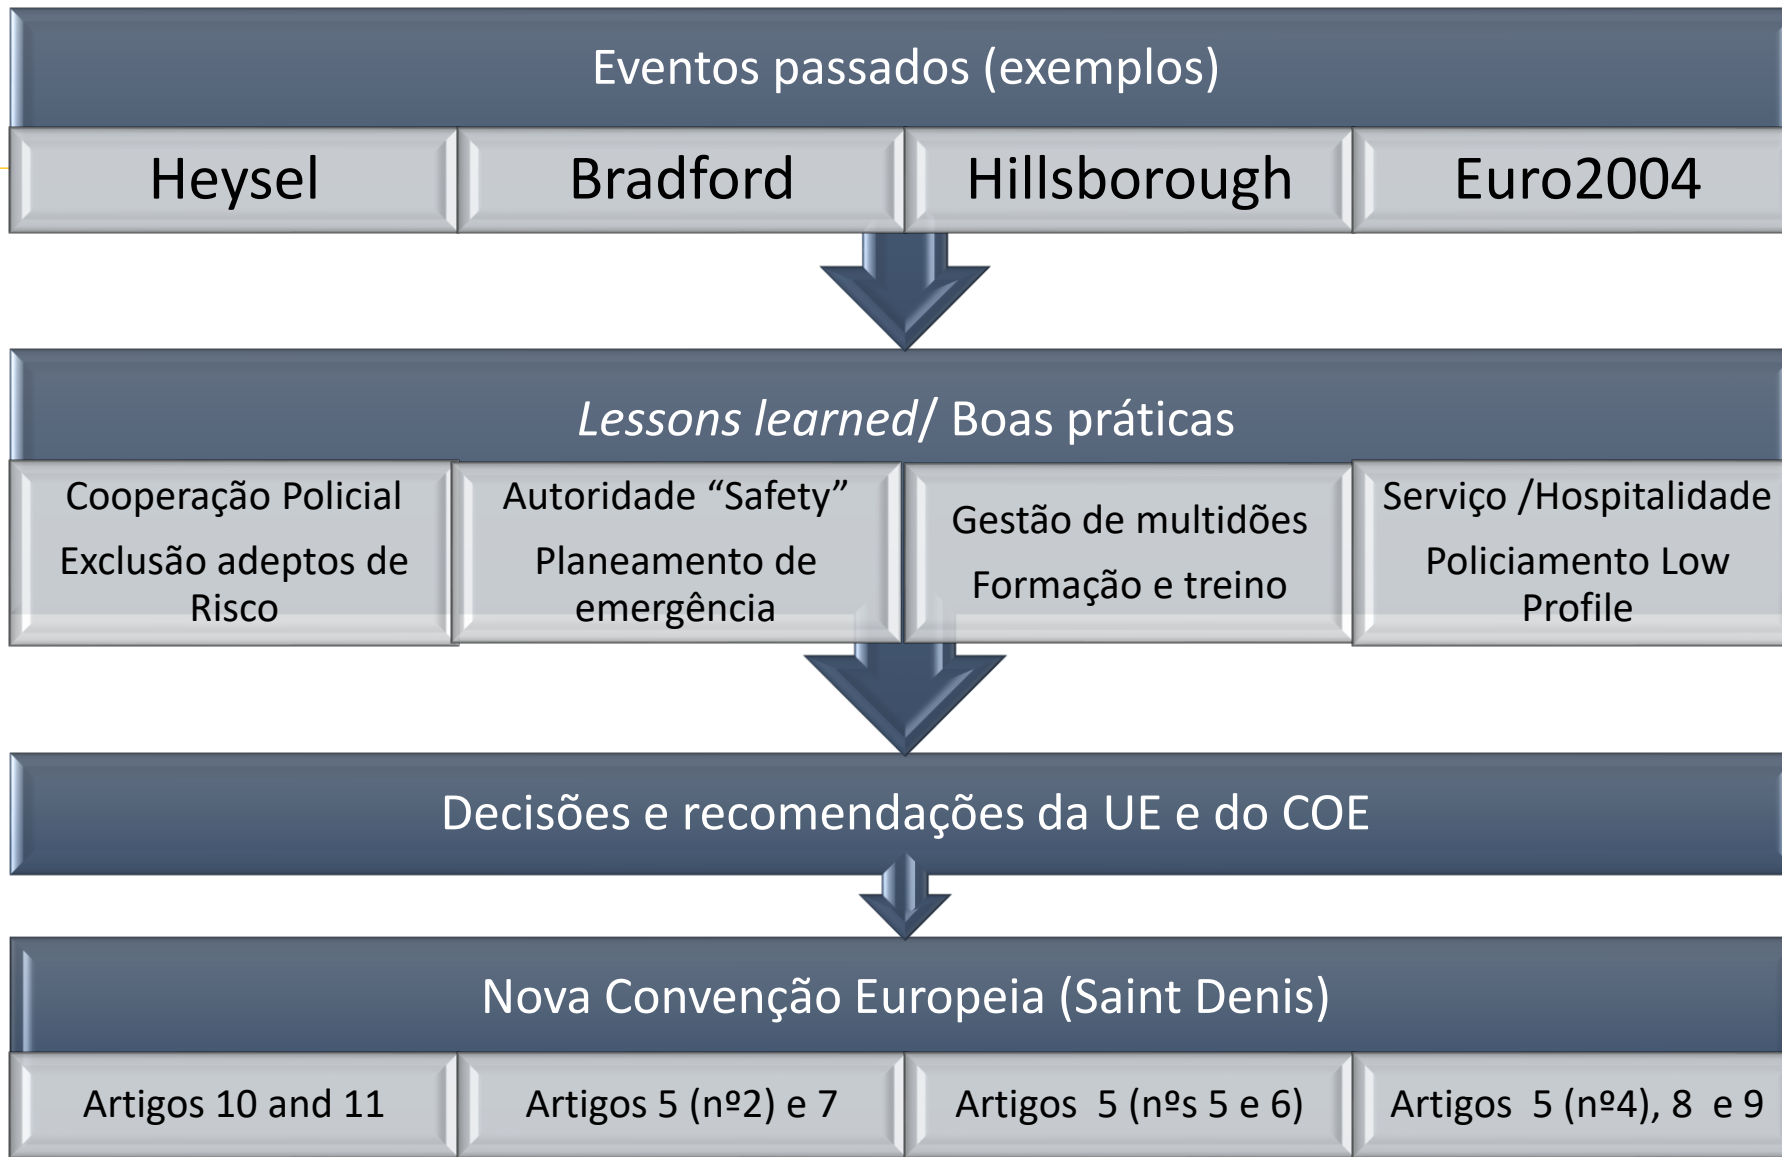 Eventos passados (exemplos)
Heysel
Bradford
Hillsborough
Euro2004
Lessons learned/ Boas práticas
Cooperação Policial
Exclusão adeptos de
Risco
Autoridade “Safety”
Planeamento de
emergência
Gestão de multidões
Formação e treino
Serviço /Hospitalidade
Policiamento Low
Profile
Decisões e recomendações da UE e do COE
Nova Convenção Europeia (Saint Denis)
Artigos 10 and 11
Artigos 5 (nº2) e 7
Artigos 5 (nºs 5 e 6)
Artigos 5 (nº4), 8 e 9